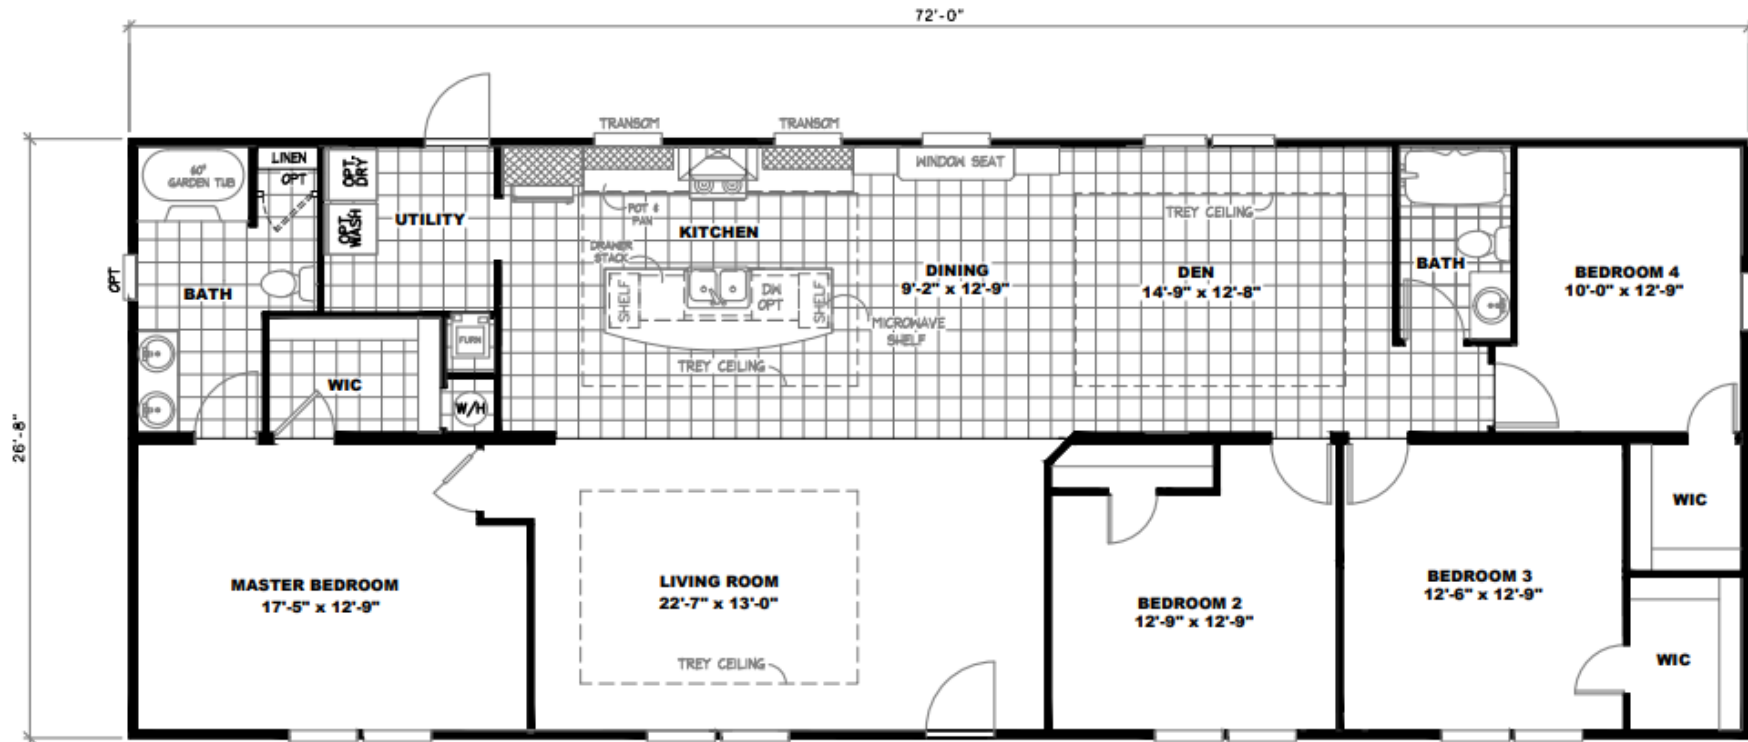 72'-0"
TRANSOM
TRANSOM
60"
GARDEN TUB
LINEN
OPT
OPT.
DRY
OPT.
WASH
UTILITY
POT &
PAN
KITCHEN
WINDOW SEAT
TREY CEILING
DRAWER
STACK
SHELF
DW
OPT
SHELF
MICROWAVE
SHELF
TREY CEILING
DINING
9'-2" x 12'-9"
DEN
14'-9" x 12'-8"
BATH
BEDROOM 4
10'-0" x 12'-9"
OPT
BATH
FURN
WIC
W/H
26'-8"
MASTER BEDROOM
17'-5" x 12'-9"
LIVING ROOM
22'-7" x 13'-0"
TREY CEILING
BEDROOM 2
12'-9" x 12'-9"
BEDROOM 3
12'-6" x 12'-9"
WIC
WIC